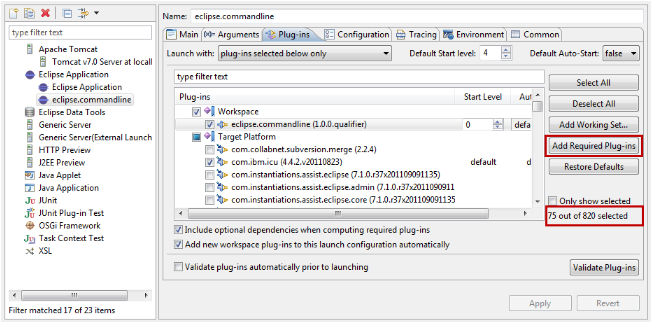 type filter text
Apache Tomcat
Tomcat v7.0 Server at locall
Eclipse Application
Eclipse Application
eclipse.commandline
Eclipse Data Tools
Generic Server
Generic Server(External Launch
HTTP Preview
J2EE Preview
Java Applet
Java Application
JUnit
JUnit Plug-in Test
OSGi Framework
Task Context Test
XSL
Filter matched 17 of 23 items
Name: eclipse.commandline
Main Arguments Plug-ins Configuration Tracing Environment Common
Launch with: plug-ins selected below only Default Start level: 4 Default Auto-Start: false
type filter text
Plug-ins Start Level Aut
Workspace
eclipse.commandline (1.0.0.qualifier) 0 defa
Target Platform
com.collabnet.subversion.merge (2.2.4)
com.ibm.icu (4.4.2.v20110823) default defau
com.instantiations.assist.eclipse (7.1.0.r37x201109091135)
com.instantiations.assist.eclipse.admin (7.1.0.r37x2011090911
com.instantiations.assist.eclipse.core (7.1.0.r37x201109091135
Select All
Deselect All
Add Working Set...
Add Required Plug-ins
Restore Defaults
Only show selected
75 out of 820 selected
Include optional dependencies when computing required plug-ins
Add new workspace plug-ins to this launch configuration automatically
Validate plug-ins automatically prior to launching
Validate Plug-ins
Apply Revert